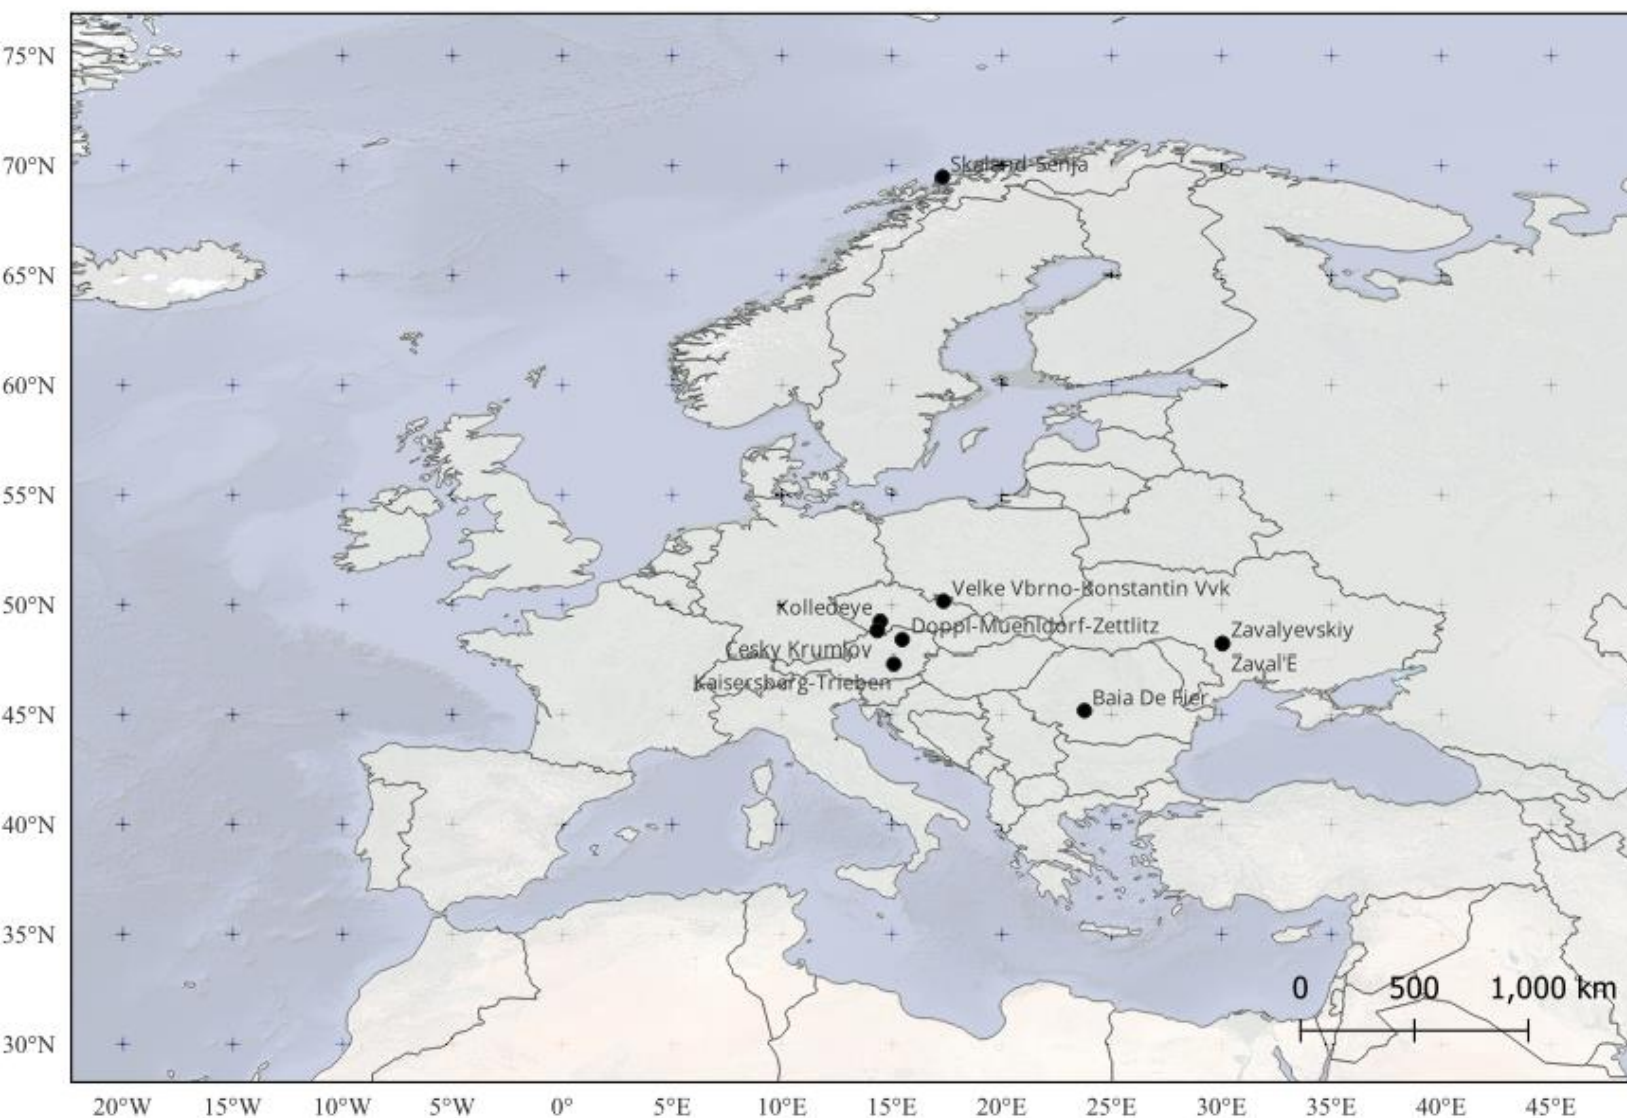 75°N
70°N
Skaland-Senja
65°N
60°N
55°N
50°N
Velke Vbrno-Konstantin Vvk
Kolledeye
Doppl-Muehldorf-Zettlitz
Zavalyevskiy
Cesky Krumlov
Zaval'E
Kaisersberg-Trieben
Baia De Fier
45°N
40°N
35°N
0 500 1,000 km
30°N
20°W 15°W 10°W 5°W 0° 5°E 10°E 15°E 20°E 25°E 30°E 35°E 40°E 45°E